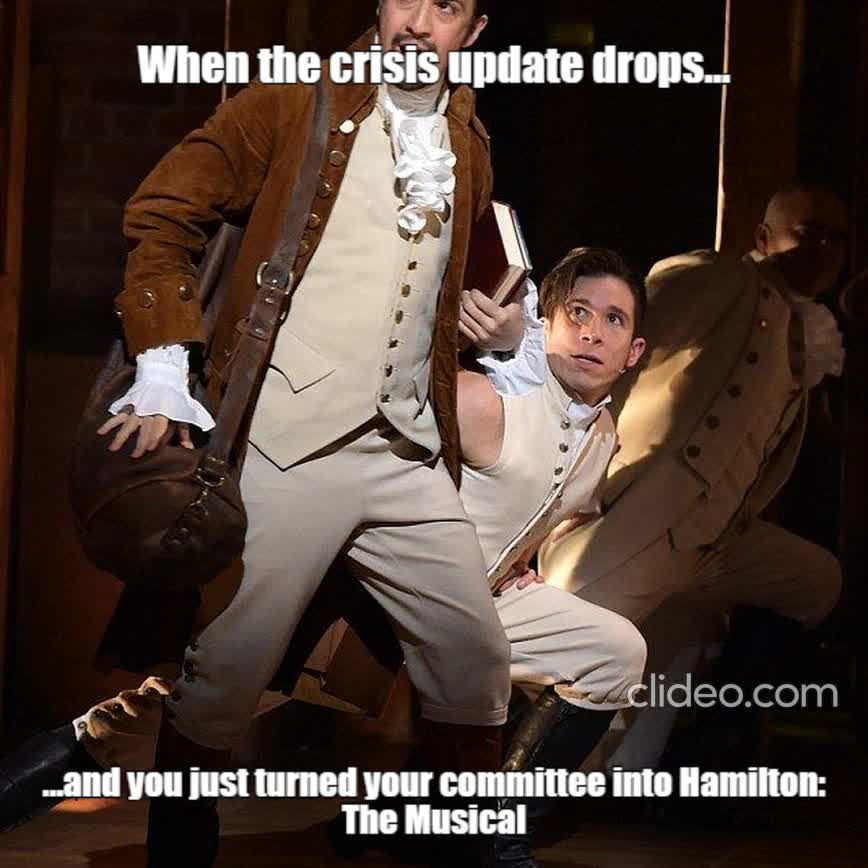 When the crisis update drops...
clideo.com
...and you just turned your committee into Hamilton:
The Musical